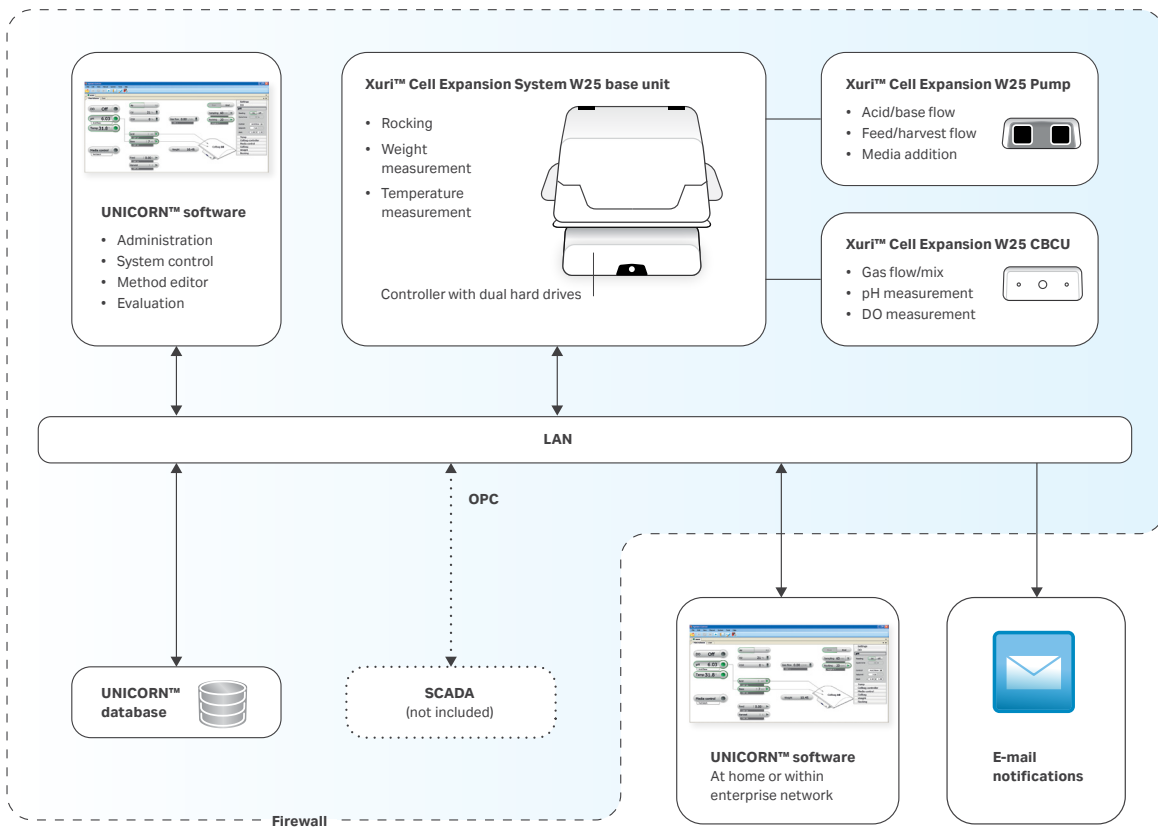 UNICORN™ software
• Administration
• System control
• Method editor
• Evaluation
Xuri™ Cell Expansion System W25 base unit
• Rocking
• Weight
measurement
• Temperature
measurement
Controller with dual hard drives
Xuri™ Cell Expansion W25 Pump
• Acid/base flow
• Feed/harvest flow
• Media addition
Xuri™ Cell Expansion W25 CBCU
• Gas flow/mix
• pH measurement
• DO measurement
LAN
OPC
UNICORN™
database
SCADA
(not included)
UNICORN™ software
At home or within
enterprise network
E-mail
notifications
Firewall